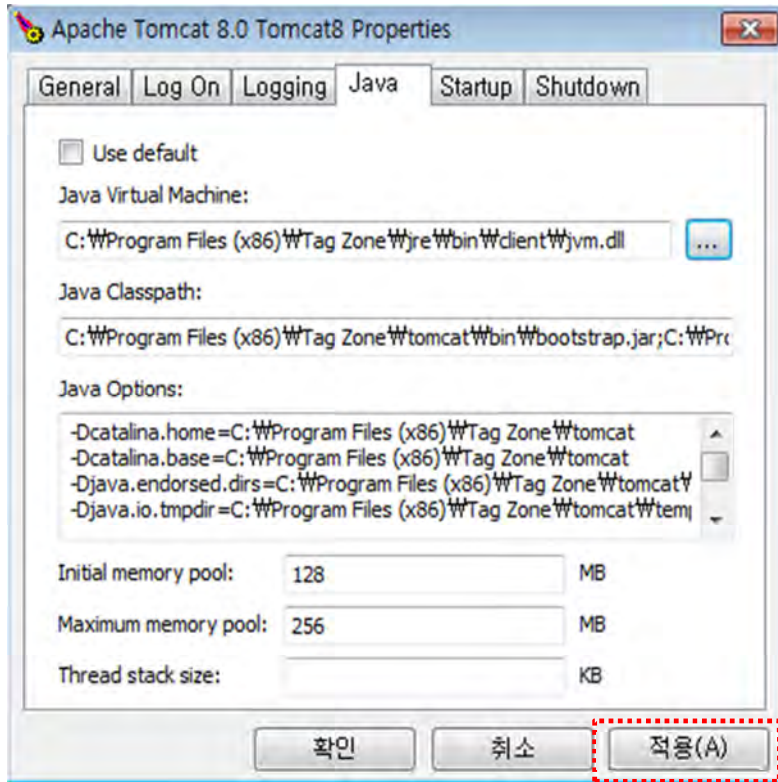 Apache Tomcat 8.0 Tomcat8 Properties
General Log On Logging Java Startup Shutdown
Use default
Java Virtual Machine:
C:₩Program Files (x86)₩Tag Zone₩jre₩bin₩client₩jvm.dll ...
Java Classpath:
C:₩Program Files (x86)₩Tag Zone₩tomcat₩bin₩bootstrap.jar;C:₩Prc
Java Options:
-Dcatalina.home=C:₩Program Files (x86)₩Tag Zone₩tomcat
-Dcatalina.base=C:₩Program Files (x86)₩Tag Zone₩tomcat
-Djava.endorsed.dirs=C:₩Program Files (x86)₩Tag Zone₩tomcat₩
-Djava.io.tmpdir=C:₩Program Files (x86)₩Tag Zone₩tomcat₩tem
Initial memory pool: 128 MB
Maximum memory pool: 256 MB
Thread stack size: KB
확인 취소 적용(A)